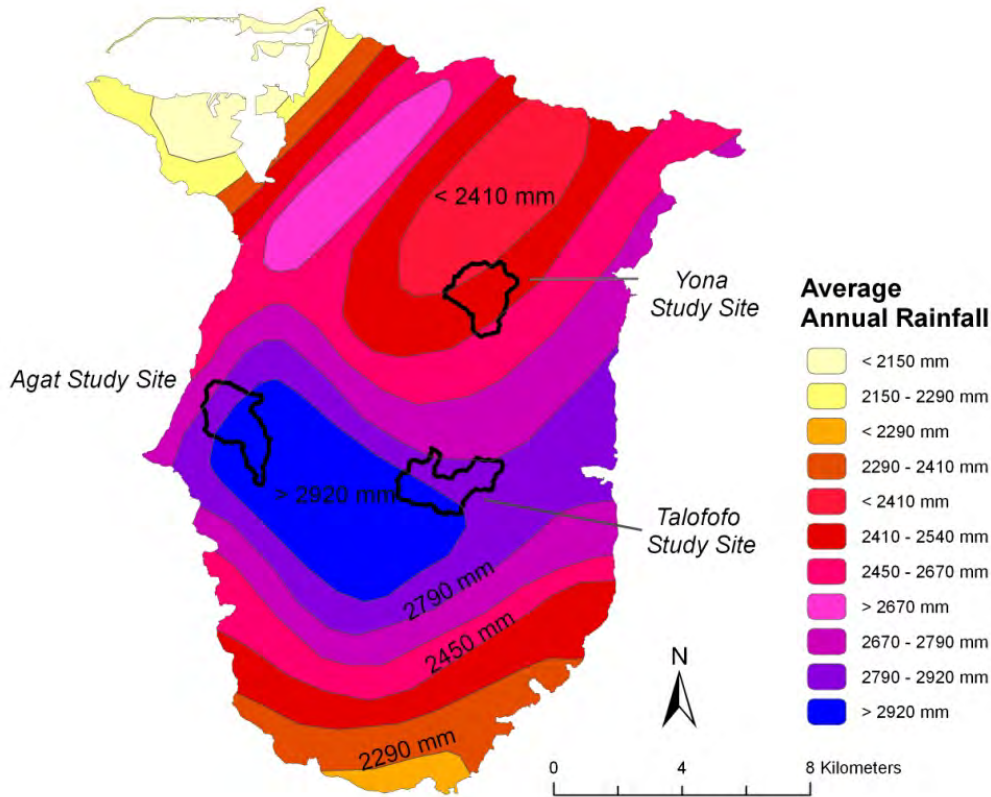 < 2410 mm
Yona
Study Site
Agat Study Site
> 2920 mm
Talofofo
Study Site
2790 mm
2450 mm
2290 mm
Average
Annual Rainfall
< 2150 mm
2150 - 2290 mm
< 2290 mm
2290 - 2410 mm
< 2410 mm
2410 - 2540 mm
2450 - 2670 mm
> 2670 mm
2670 - 2790 mm
2790 - 2920 mm
> 2920 mm
N
0 4 8 Kilometers